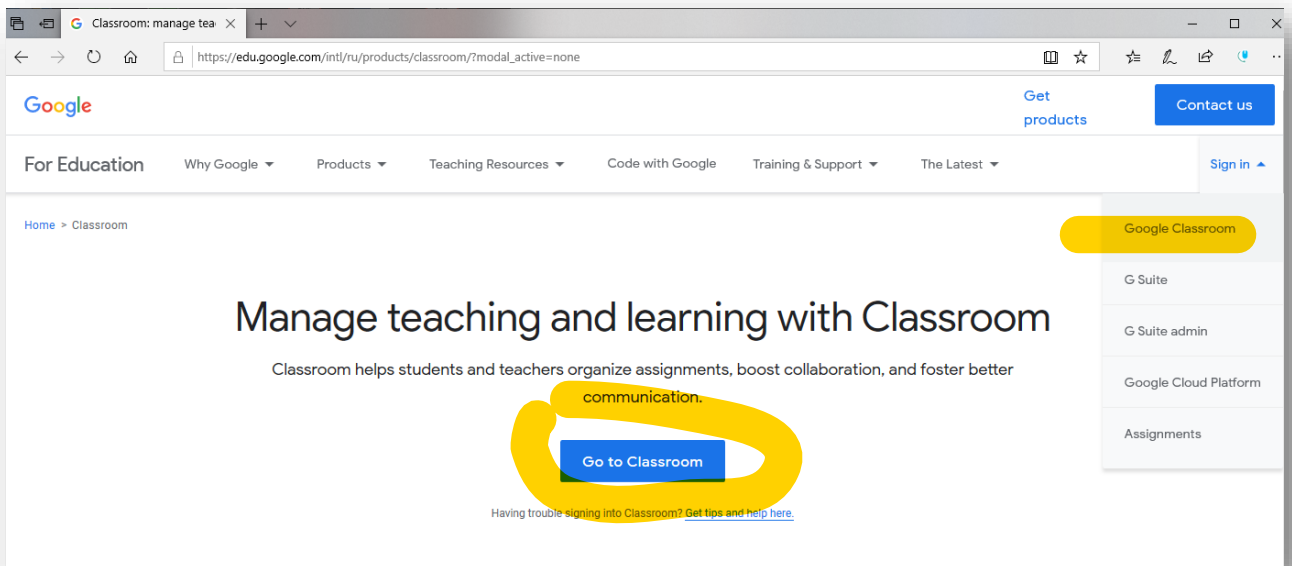 Classroom: manage tea
https://edu.google.com/intl/ru/products/classroom/?modal_active=none
Google
Get products
Contact us
For Education
Why Google
Products
Teaching Resources
Code with Google
Training & Support
The Latest
Sign in
Home > Classroom
Google Classroom
G Suite
G Suite admin
Google Cloud Platform
Assignments
Manage teaching and learning with Classroom
Classroom helps students and teachers organize assignments, boost collaboration, and foster better
communication.
Go to Classroom
Having trouble signing into Classroom? Get tips and help here.